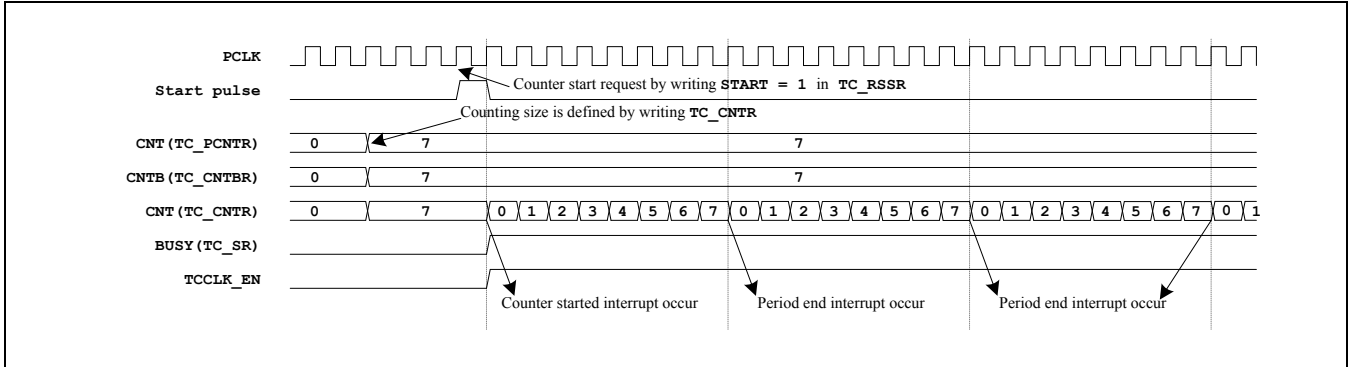 PCLK
Counter start request by writing START = 1 in TC_RSSR
Start pulse
Counting size is defined by writing TC_CNTR
CNT(TC_PCNTR) 0 7 7
CNTB(TC_CNTBR) 0 7 7
CNT(TC_CNTR) 0 7 0 1 2 3 4 5 6 7 0 1 2 3 4 5 6 7 0 1 2 3 4 5 6 7 0 1
BUSY(TC_SR)
TCCLK_EN
Counter started interrupt occur Period end interrupt occur Period end interrupt occur